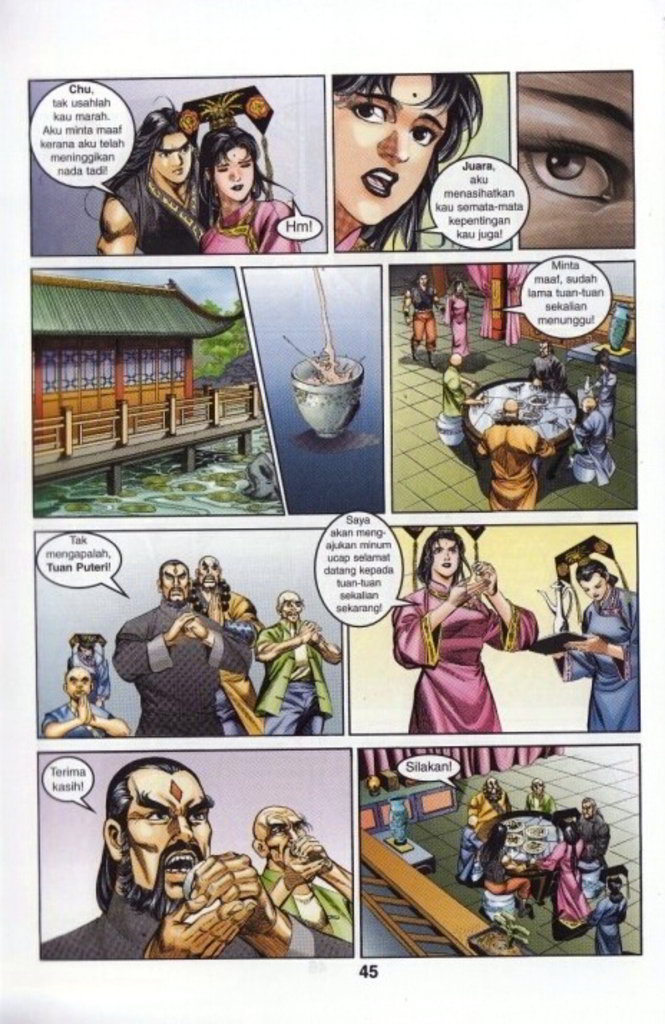 Chu,
tak usahlah
kau marah.
Aku minta maaf
kerana aku telah
meninggikan
nada tadi!
Hm!
Juara,
aku
menasihatkan
kau semata-mata
kepentingan
kau juga!
Minta
maaf, sudah
lama tuan-tuan
sekalian
menunggu!
Tak
mengapalah,
Tuan Puteri!
Saya
akan meng-
ajukan minum
ucap selamat
datang kepada
tuan-tuan
sekalian
sekarang!
Terima
kasih!
Silakan!
45